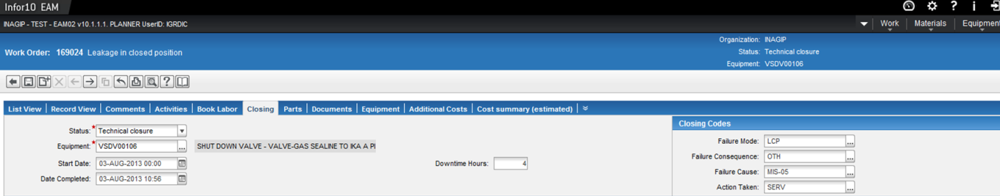 Infor10 EAM
?
i
INAGIP - TEST - EAM02 v10.1.1.1. PLANNER UserID: IGRDIC
Work
Materials
Equipment
Work Order: 169024 Leakage in closed position
Organization: INAGIP
Status: Technical closure
Equipment: VSDV00106
?
List View
Record View
Comments
Activities
Book Labor
Closing
Parts
Documents
Equipment
Additional Costs
Cost summary (estimated)
Status:* Technical closure
Equipment:* VSDV00106 ... SHUT DOWN VALVE - VALVE-GAS SEALINE TO IKA A Pl
Start Date: 03-AUG-2013 00:00
Downtime Hours: 4
Date Completed: 03-AUG-2013 10:56
Closing Codes
Failure Mode: LCP ...
Failure Consequence: OTH ...
Failure Cause: MIS-05 ...
Action Taken: SERV ...